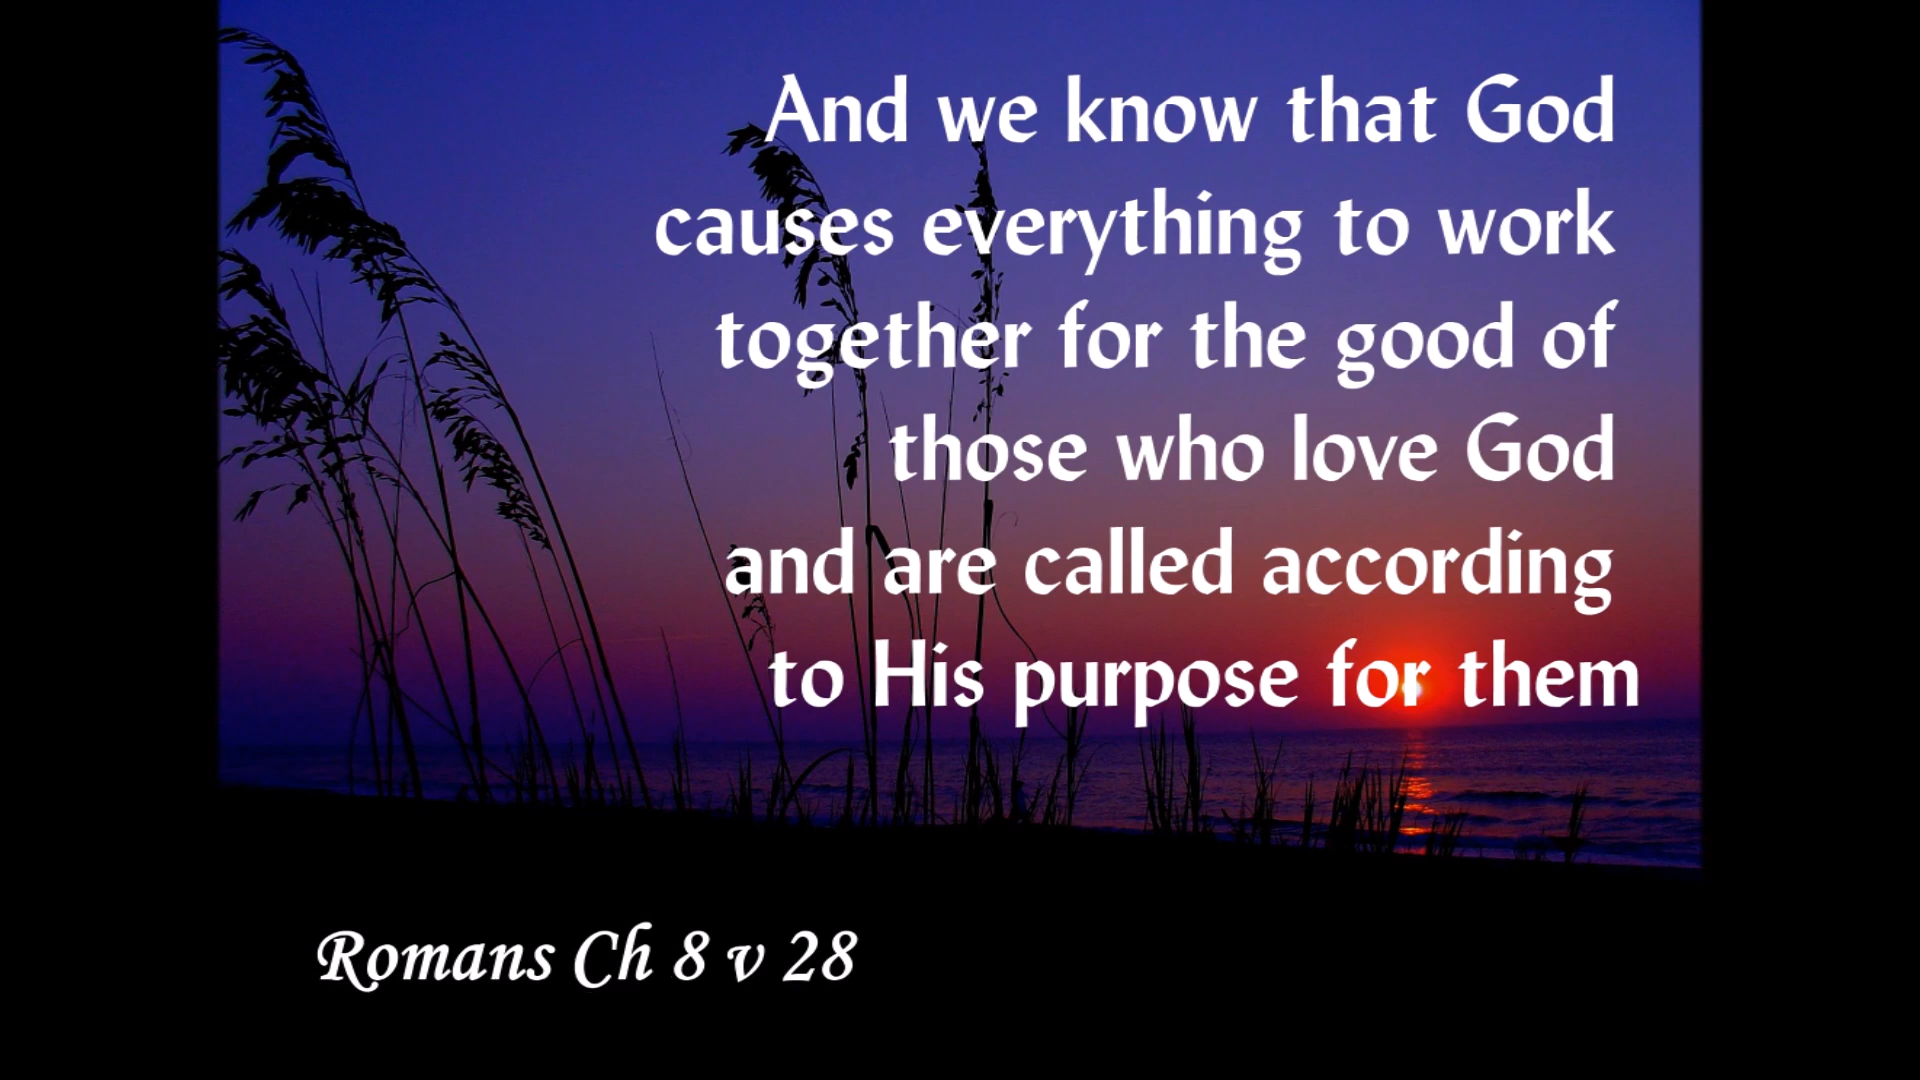 And we know that God
causes everything to work
together for the good of
those who love God
and are called according
to His purpose for them
Romans Ch 8 v 28